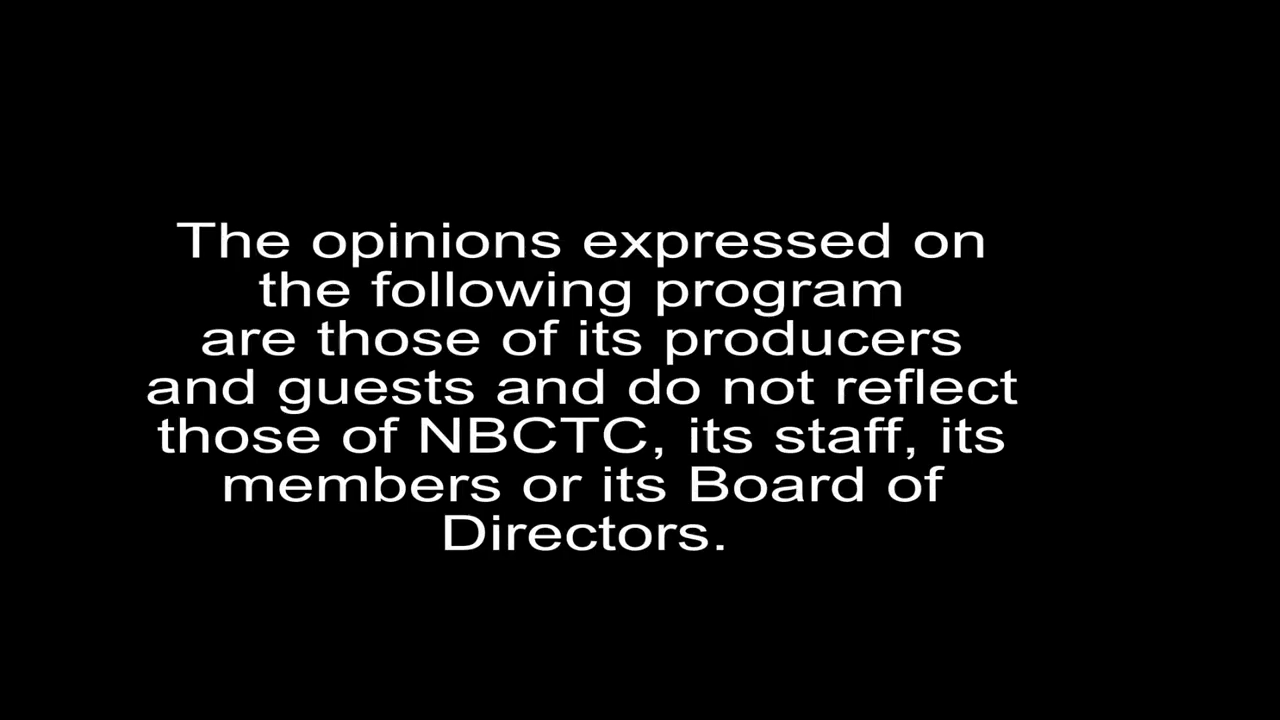 The opinions expressed on
the following program
are those of its producers
and guests and do not reflect
those of NBCTC, its staff, its
members or its Board of
Directors.